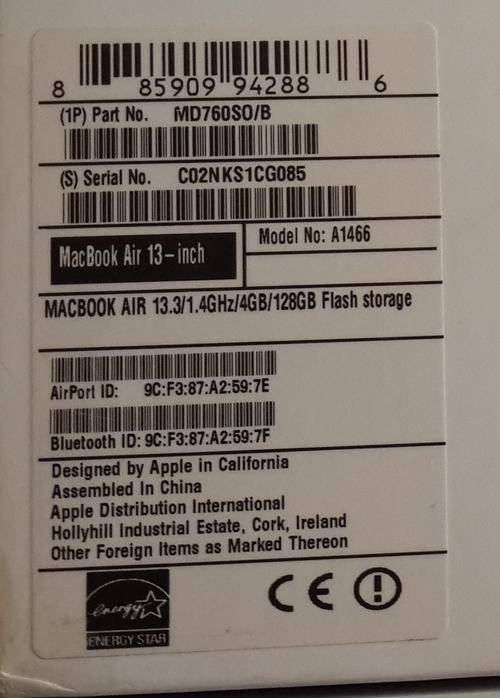 8 85909 94288 6
(1P) Part No. MD760SO/B
(S) Serial No. C02NKS1CG085
MacBook Air 13-inch
Model No: A1466
MACBOOK AIR 13.3/1.4GHz/4GB/128GB Flash storage
AirPort ID: 9C:F3:87:A2:59:7E
Bluetooth ID: 9C:F3:87:A2:59:7F
Designed by Apple in California
Assembled In China
Apple Distribution International
Hollyhill Industrial Estate, Cork, Ireland
Other Foreign Items as Marked Thereon
energy
ENERGY STAR
CE